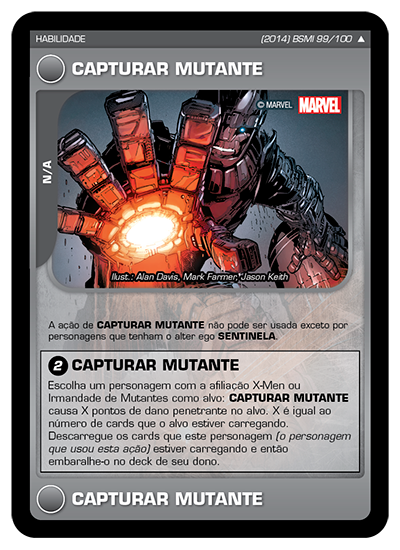 HABILIDADE (2014) BSMI 99/100 ▲
CAPTURAR MUTANTE
© MARVEL MARVEL
N/A
Ilust.: Alan Davis, Mark Farmer, Jason Keith
A ação de CAPTURAR MUTANTE não pode ser usada exceto por
personagens que tenham o alter ego SENTINELA.
2 CAPTURAR MUTANTE
Escolha um personagem com a afiliação X-Men ou
Irmandade de Mutantes como alvo: CAPTURAR MUTANTE
causa X pontos de dano penetrante no alvo. X é igual ao
número de cards que o alvo estiver carregando.
Descarregue os cards que este personagem (o personagem
que usou esta ação) estiver carregando e então
embaralhe-o no deck de seu dono.
CAPTURAR MUTANTE